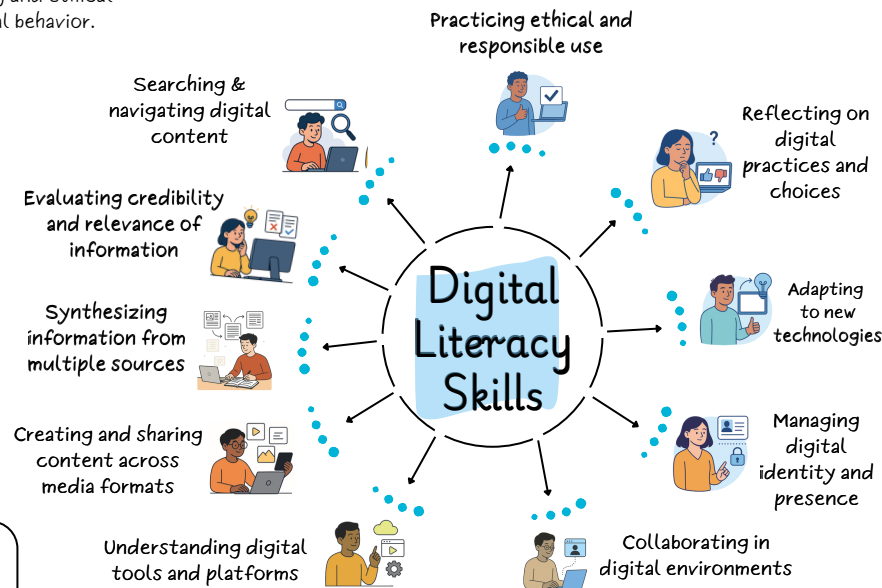 al behavior.
Practicing ethical and
responsible use
Searching &
navigating digital
content
Reflecting on
digital
practices and
choices
?
Evaluating credibility
and relevance of
information
Digital
Literacy
Skills
Adapting
to new
technologies
Synthesizing
information from
multiple sources
Managing
digital
identity and
presence
Creating and sharing
content across
media formats
Understanding digital
tools and platforms
Collaborating in
digital environments